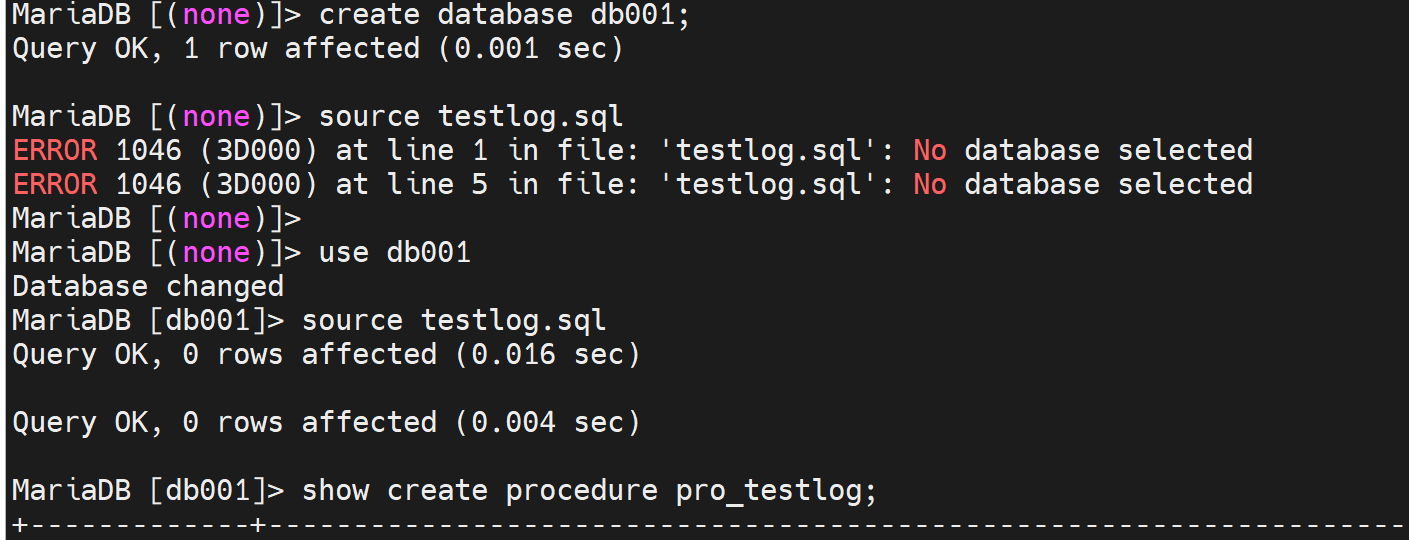 MariaDB [(none)]> create database db001;
Query OK, 1 row affected (0.001 sec)
MariaDB [(none)]> source testlog.sql
ERROR 1046 (3D000) at line 1 in file: 'testlog.sql': No database selected
ERROR 1046 (3D000) at line 5 in file: 'testlog.sql': No database selected
MariaDB [(none)]>
MariaDB [(none)]> use db001
Database changed
MariaDB [db001]> source testlog.sql
Query OK, 0 rows affected (0.016 sec)
Query OK, 0 rows affected (0.004 sec)
MariaDB [db001]> show create procedure pro_testlog;
+-------------+-------------------------------------------------------------------